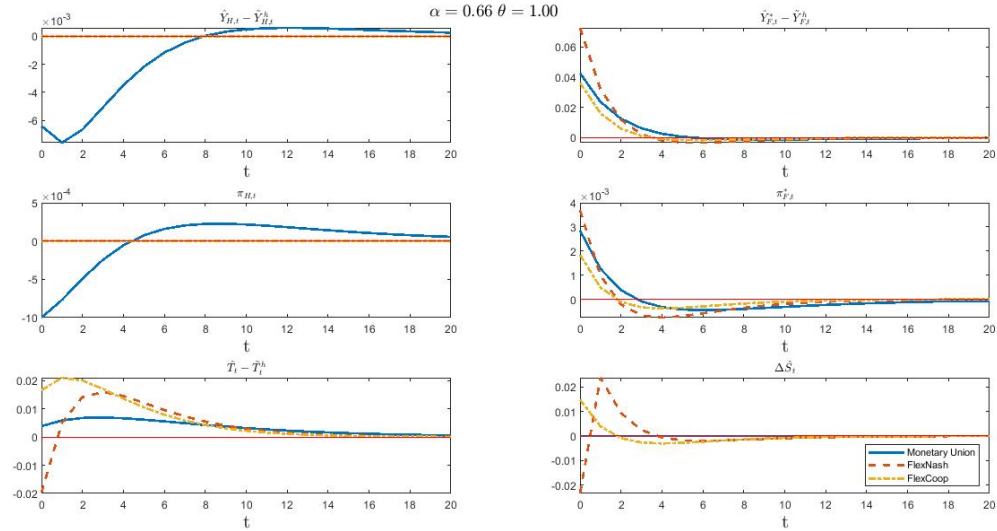 α = 0.66 θ = 1.00
×10⁻³
Ŷ_{H,t} − Ỹ^h_{H,t}
0
-2
-4
-6
0 2 4 6 8 10 12 14 16 18 20
t
Ŷ*_{F,t} − Ỹ^h_{F,t}
0.06
0.04
0.02
0
0 2 4 6 8 10 12 14 16 18 20
t
×10⁻⁴
π_{H,t}
5
0
-5
-10
0 2 4 6 8 10 12 14 16 18 20
t
×10⁻³
π*_{F,t}
4
3
2
1
0
0 2 4 6 8 10 12 14 16 18 20
t
T̂_t − T̃^h_t
0.02
0.01
0
-0.01
-0.02
0 2 4 6 8 10 12 14 16 18 20
t
ΔŜ_t
0.02
0.01
0
-0.01
-0.02
0 2 4 6 8 10 12 14 16 18 20
t
Monetary Union
FlexNash
FlexCoop